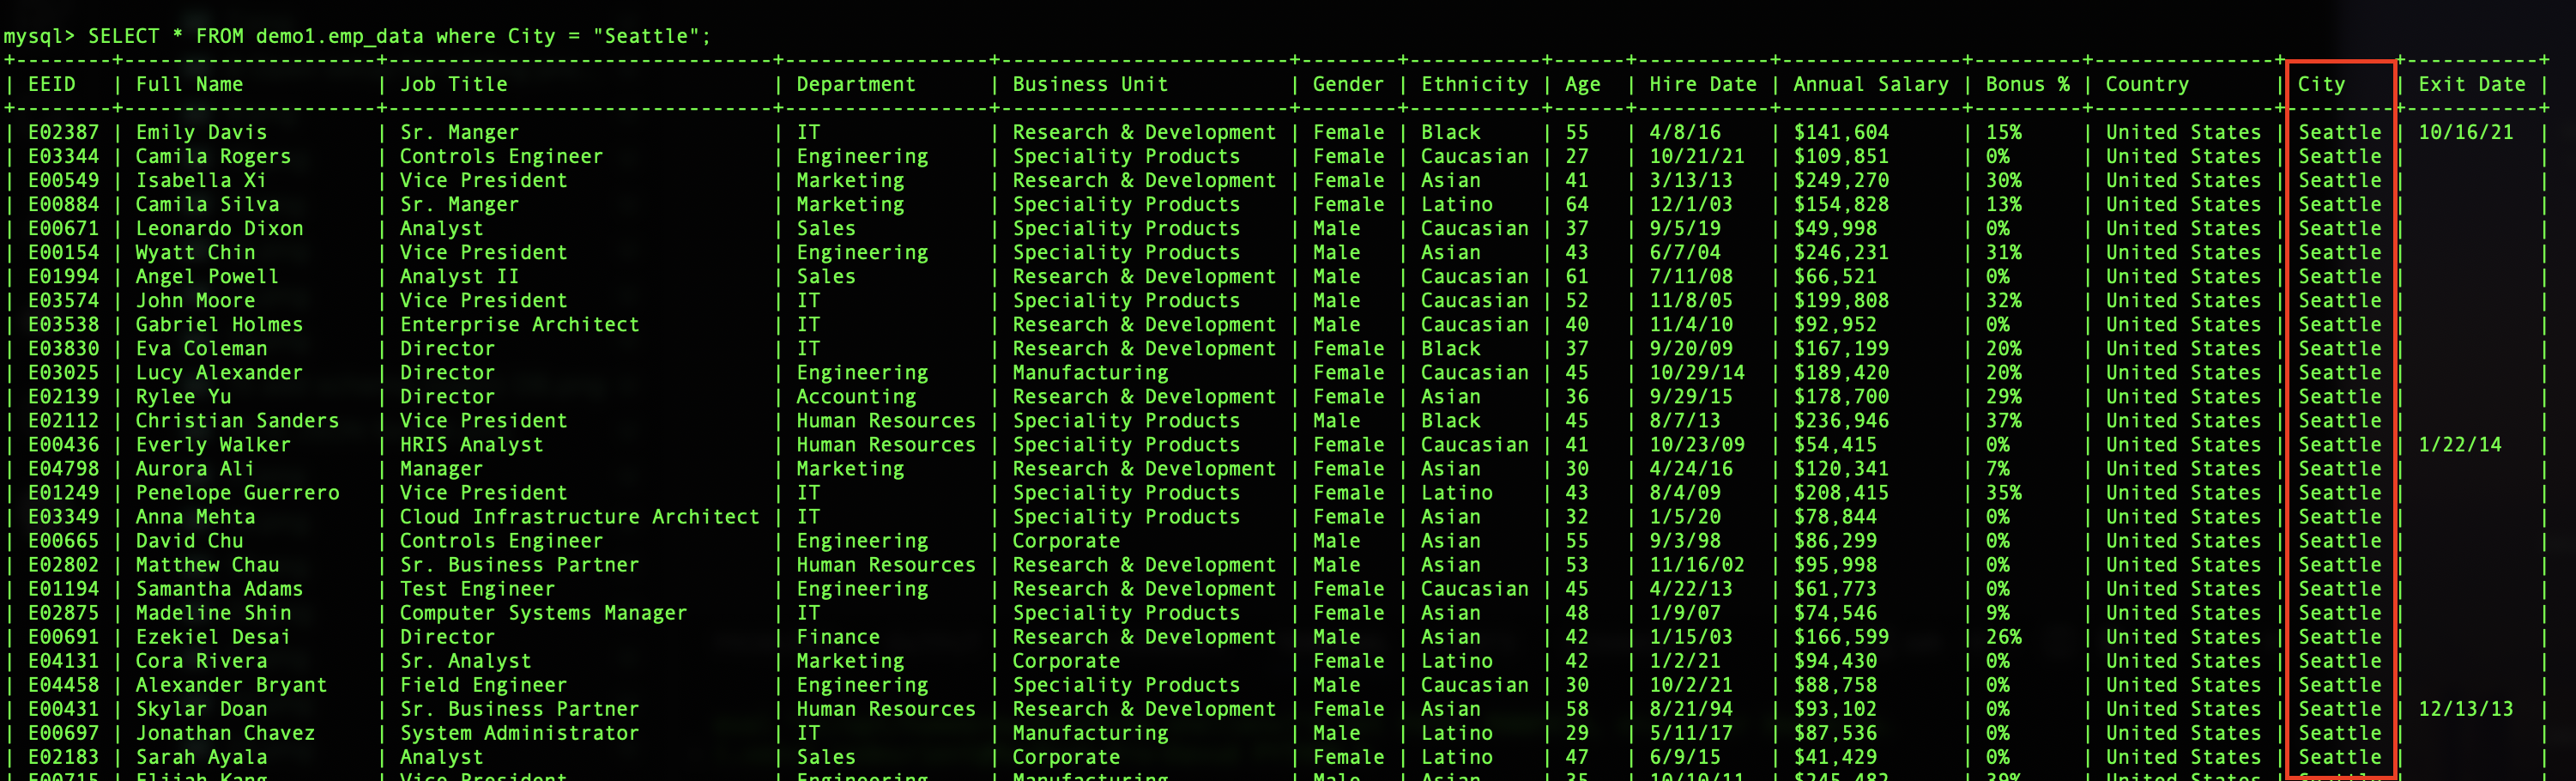 mysql> SELECT * FROM demo1.emp_data where City = "Seattle";
+--------+---------------------+--------------------------------+-----------------+------------------------+--------+-----------+-----+-----------+---------------+---------+---------------+---------+-----------+
| EEID | Full Name | Job Title | Department | Business Unit | Gender | Ethnicity | Age | Hire Date | Annual Salary | Bonus % | Country | City | Exit Date |
+--------+---------------------+--------------------------------+-----------------+------------------------+--------+-----------+-----+-----------+---------------+---------+---------------+---------+-----------+
| E02387 | Emily Davis | Sr. Manger | IT | Research & Development | Female | Black | 55 | 4/8/16 | $141,604 | 15% | United States | Seattle | 10/16/21 |
| E03344 | Camila Rogers | Controls Engineer | Engineering | Speciality Products | Female | Caucasian | 27 | 10/21/21 | $109,851 | 0% | United States | Seattle | |
| E00549 | Isabella Xi | Vice President | Marketing | Research & Development | Female | Asian | 41 | 3/13/13 | $249,270 | 30% | United States | Seattle | |
| E00884 | Camila Silva | Sr. Manger | Marketing | Speciality Products | Female | Latino | 64 | 12/1/03 | $154,828 | 13% | United States | Seattle | |
| E00671 | Leonardo Dixon | Analyst | Sales | Speciality Products | Male | Caucasian | 37 | 9/5/19 | $49,998 | 0% | United States | Seattle | |
| E00154 | Wyatt Chin | Vice President | Engineering | Speciality Products | Male | Asian | 43 | 6/7/04 | $246,231 | 31% | United States | Seattle | |
| E01994 | Angel Powell | Analyst II | Sales | Research & Development | Male | Caucasian | 61 | 7/11/08 | $66,521 | 0% | United States | Seattle | |
| E03574 | John Moore | Vice President | IT | Speciality Products | Male | Caucasian | 52 | 11/8/05 | $199,808 | 32% | United States | Seattle | |
| E03538 | Gabriel Holmes | Enterprise Architect | IT | Research & Development | Male | Caucasian | 40 | 11/4/10 | $92,952 | 0% | United States | Seattle | |
| E03830 | Eva Coleman | Director | IT | Research & Development | Female | Black | 37 | 9/20/09 | $167,199 | 20% | United States | Seattle | |
| E03025 | Lucy Alexander | Director | Engineering | Manufacturing | Female | Caucasian | 45 | 10/29/14 | $189,420 | 20% | United States | Seattle | |
| E02139 | Rylee Yu | Director | Accounting | Research & Development | Female | Asian | 36 | 9/29/15 | $178,700 | 29% | United States | Seattle | |
| E02112 | Christian Sanders | Vice President | Human Resources | Speciality Products | Male | Black | 45 | 8/7/13 | $236,946 | 37% | United States | Seattle | |
| E00436 | Everly Walker | HRIS Analyst | Human Resources | Speciality Products | Female | Caucasian | 41 | 10/23/09 | $54,415 | 0% | United States | Seattle | 1/22/14 |
| E04798 | Aurora Ali | Manager | Marketing | Research & Development | Female | Asian | 30 | 4/24/16 | $120,341 | 7% | United States | Seattle | |
| E01249 | Penelope Guerrero | Vice President | IT | Speciality Products | Female | Latino | 43 | 8/4/09 | $208,415 | 35% | United States | Seattle | |
| E03349 | Anna Mehta | Cloud Infrastructure Architect | IT | Speciality Products | Female | Asian | 32 | 1/5/20 | $78,844 | 0% | United States | Seattle | |
| E00665 | David Chu | Controls Engineer | Engineering | Corporate | Male | Asian | 55 | 9/3/98 | $86,299 | 0% | United States | Seattle | |
| E02802 | Matthew Chau | Sr. Business Partner | Human Resources | Research & Development | Male | Asian | 53 | 11/16/02 | $95,998 | 0% | United States | Seattle | |
| E01194 | Samantha Adams | Test Engineer | Engineering | Research & Development | Female | Caucasian | 45 | 4/22/13 | $61,773 | 0% | United States | Seattle | |
| E02875 | Madeline Shin | Computer Systems Manager | IT | Speciality Products | Female | Asian | 48 | 1/9/07 | $74,546 | 9% | United States | Seattle | |
| E00691 | Ezekiel Desai | Director | Finance | Research & Development | Male | Asian | 42 | 1/15/03 | $166,599 | 26% | United States | Seattle | |
| E04131 | Cora Rivera | Sr. Analyst | Marketing | Corporate | Female | Latino | 42 | 1/2/21 | $94,430 | 0% | United States | Seattle | |
| E04458 | Alexander Bryant | Field Engineer | Engineering | Speciality Products | Male | Caucasian | 30 | 10/2/21 | $88,758 | 0% | United States | Seattle | |
| E00431 | Skylar Doan | Sr. Business Partner | Human Resources | Research & Development | Female | Asian | 58 | 8/21/94 | $93,102 | 0% | United States | Seattle | 12/13/13 |
| E00697 | Jonathan Chavez | System Administrator | IT | Manufacturing | Male | Latino | 29 | 5/11/17 | $87,536 | 0% | United States | Seattle | |
| E02183 | Sarah Ayala | Analyst | Sales | Corporate | Female | Latino | 47 | 6/9/15 | $41,429 | 0% | United States | Seattle | |